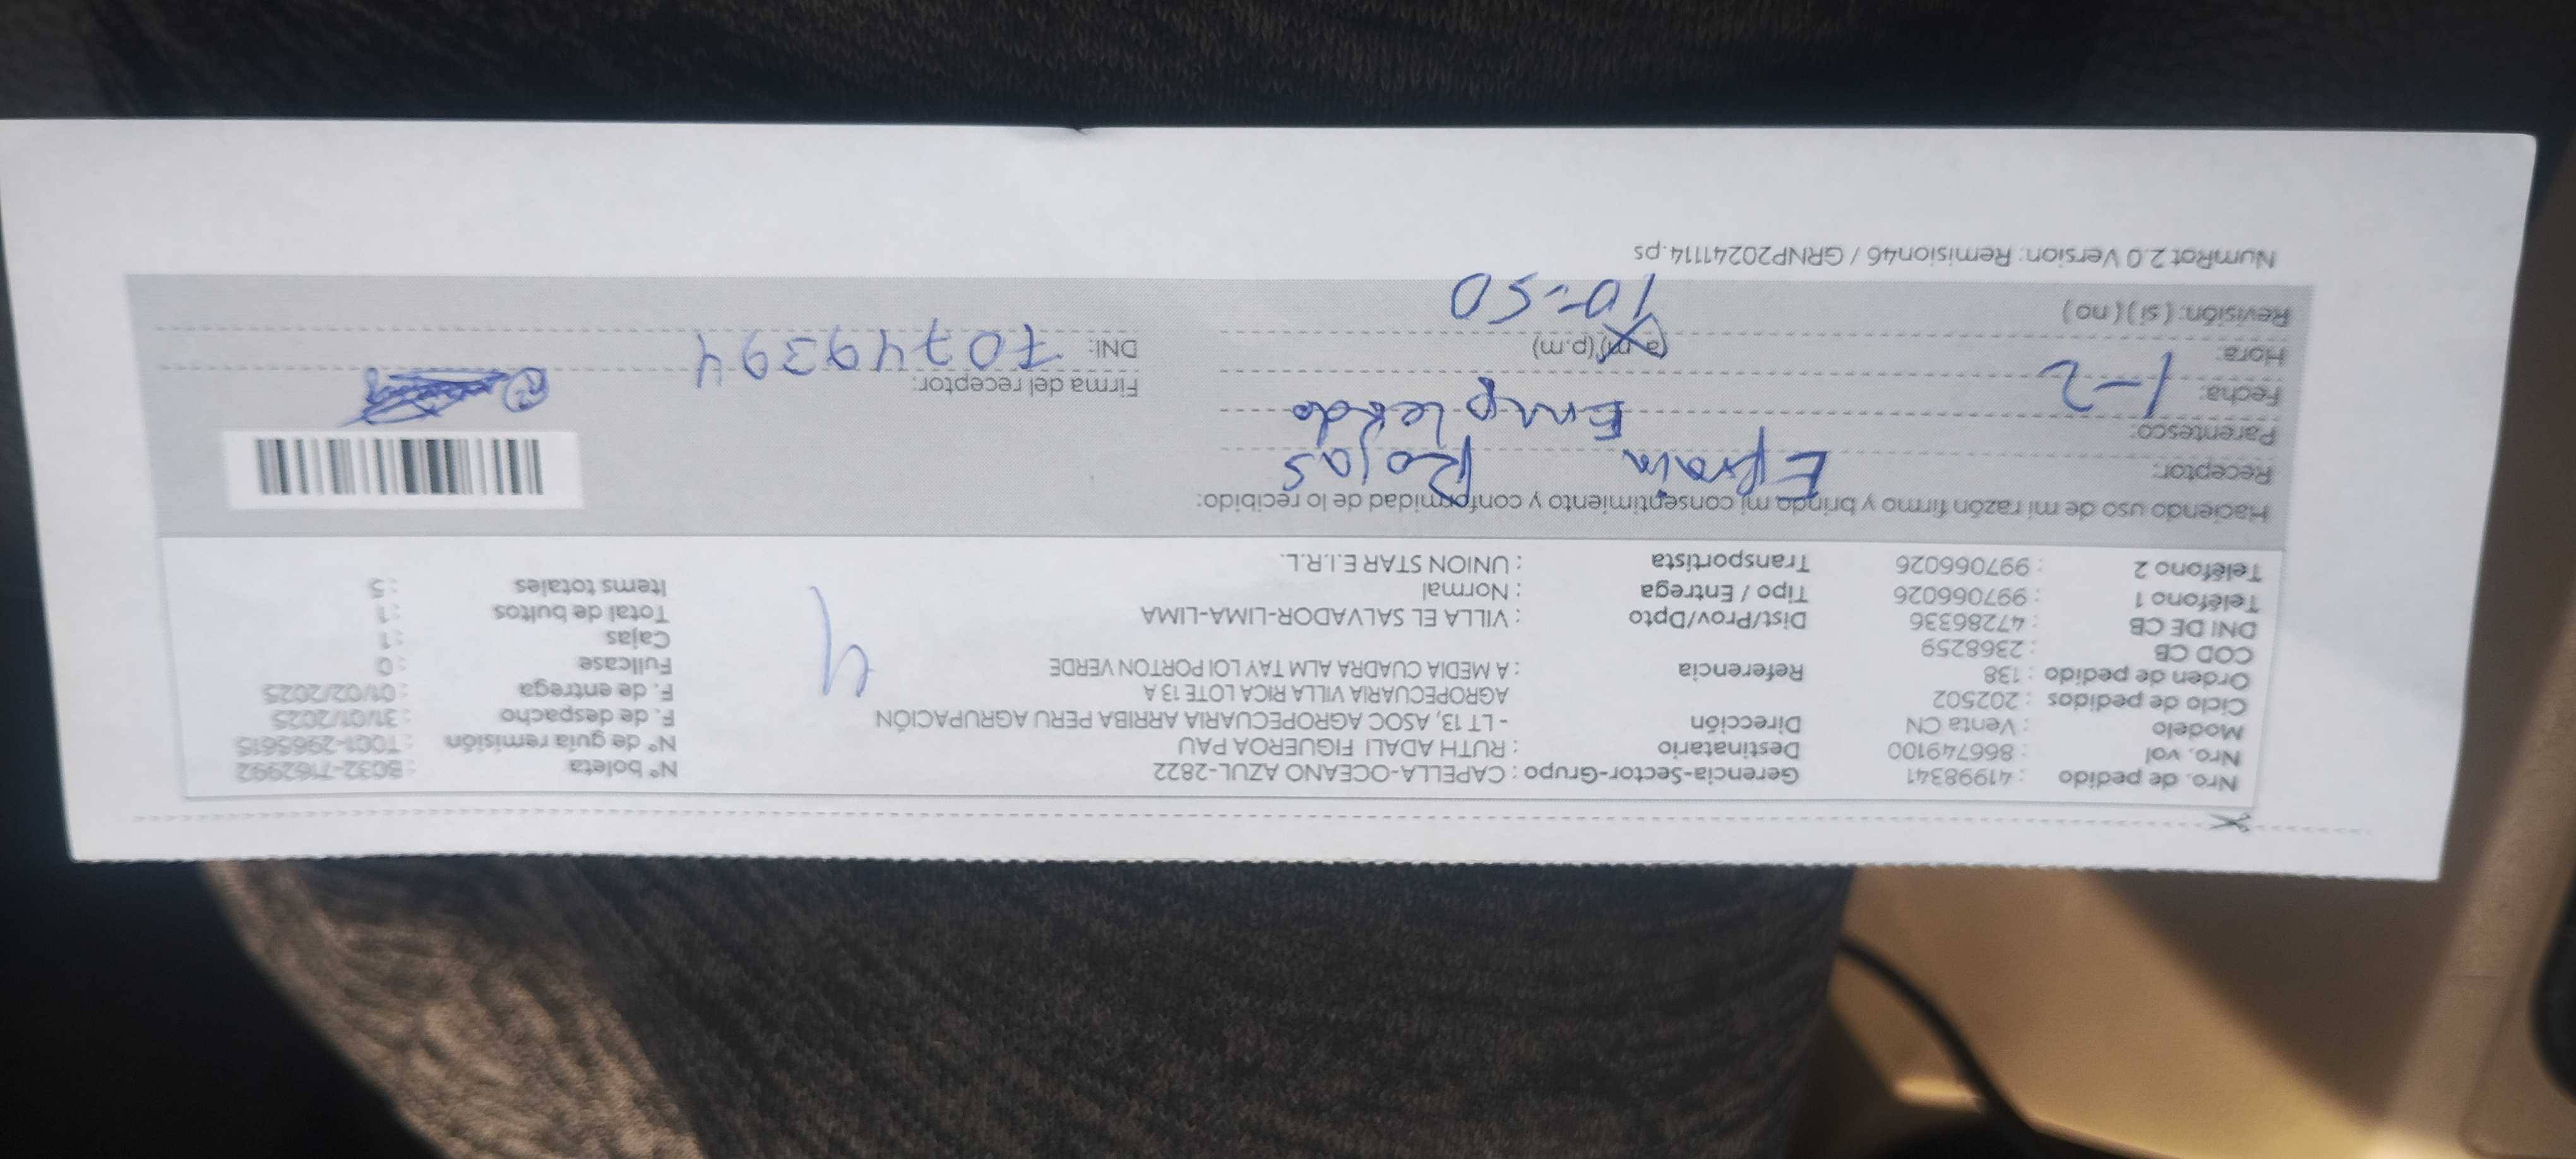 Nro. de pedido : 41998341
Nro. vol : 866749100
Modelo : Venta CN
Ciclo de pedidos : 202502
Orden de pedido : 138
COD CB : 2368259
DNI DE CB : 47286336
Teléfono 1 : 997066026
Teléfono 2 : 997066026
Gerencia-Sector-Grupo : CAPELLA-OCEANO AZUL-2822
Destinatario : RUTH ADALI FIGUEROA PAU
Dirección - LT 13, ASOC AGROPECUARIA ARRIBA PERU AGRUPACIÓN
AGROPECUARIA VILLA RICA LOTE 13 A
Referencia : A MEDIA CUADRA ALM TAY LOI PORTON VERDE
Dist/Prov/Dpto : VILLA EL SALVADOR-LIMA-LIMA
Tipo / Entrega : Normal
Transportista : UNION STAR E.I.R.L.
4
N° boleta : B032-7162992
N° de guía remisión : T001-2965615
F. de despacho : 31/01/2025
F. de entrega : 01/02/2025
Fullcase : 0
Cajas : 1
Total de bultos : 1
Items totales : 5
Haciendo uso de mi razón firmo y brindo mi consentimiento y conformidad de lo recibido:
Receptor: Efrain Rojas
Parentesco: Empleado
Fecha: 1-2
Hora: (a.m) (p.m)
10=50
Revisión: ( si ) ( no )
Firma del receptor:
DNI: 70749394
NumRot 2.0 Version: Remision46 / GRNP20241114.ps